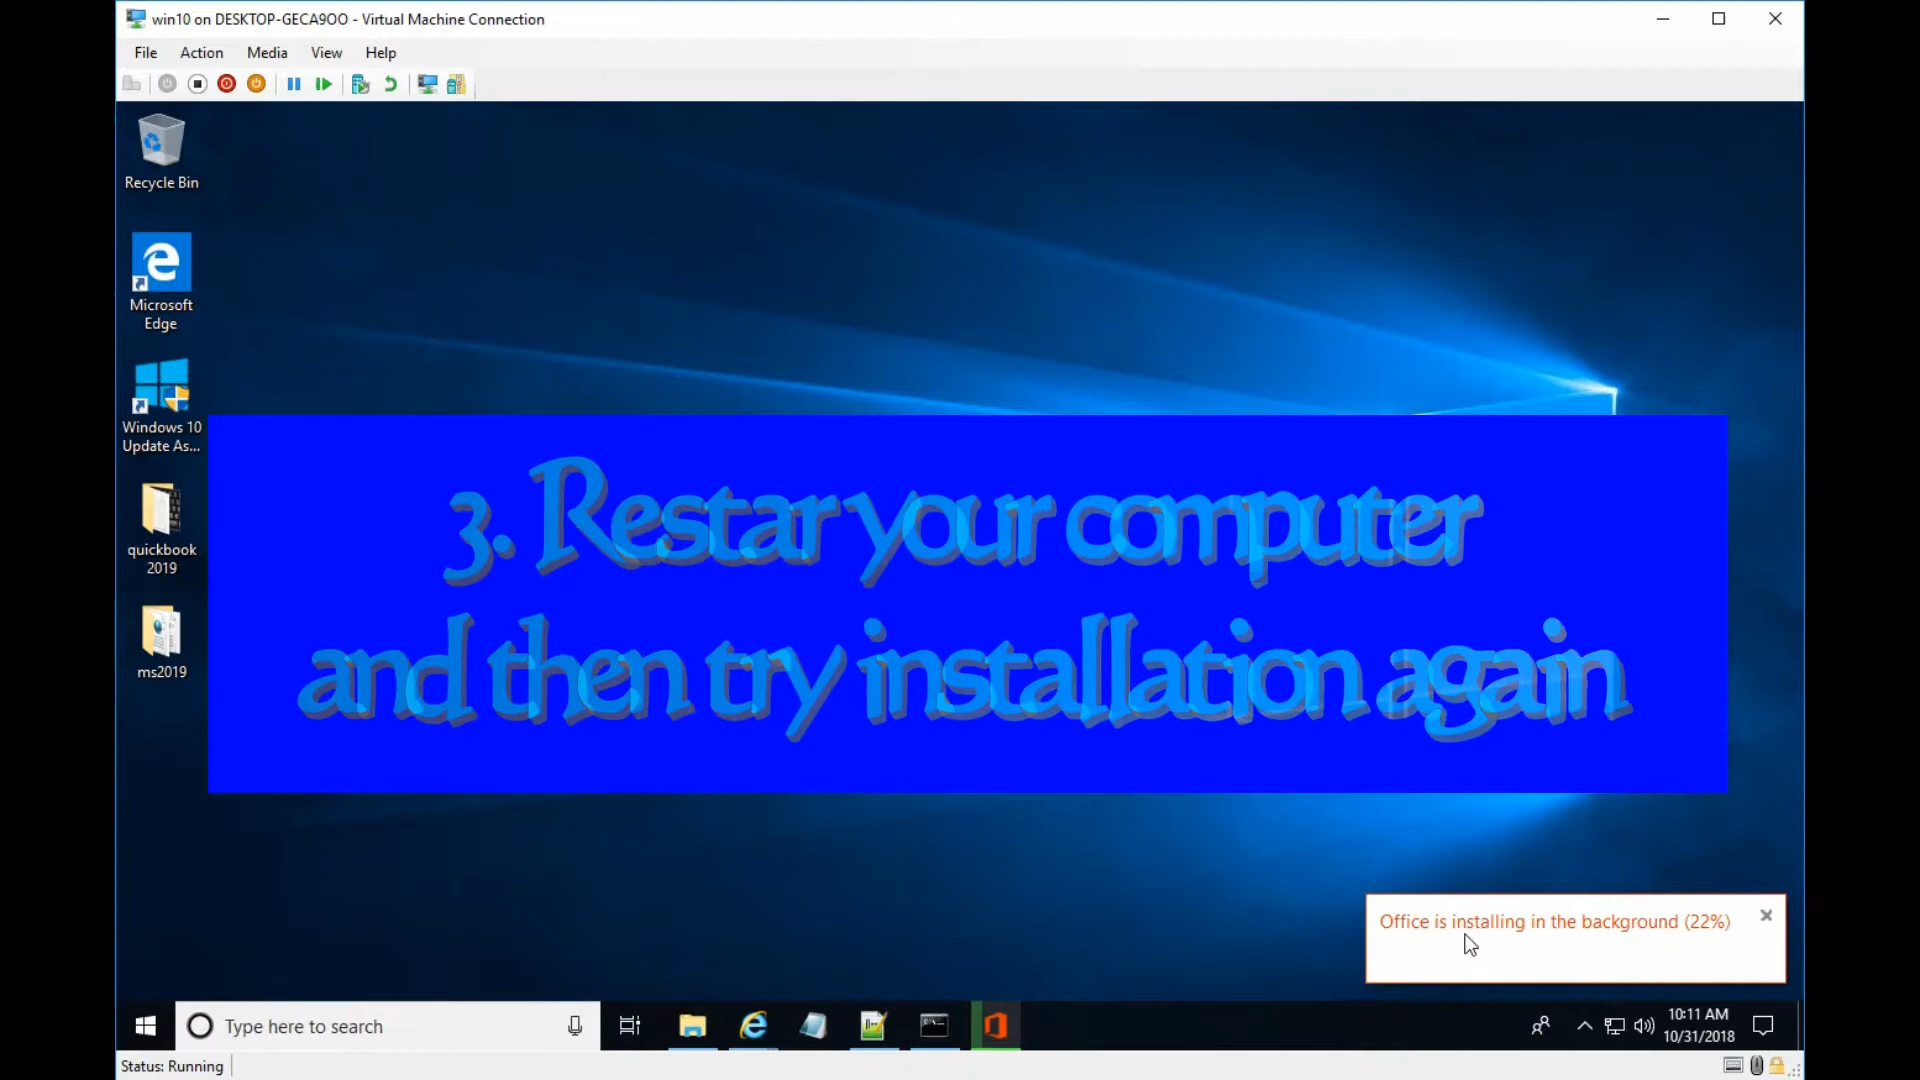 win10 on DESKTOP-GECA9OO - Virtual Machine Connection
File Action Media View Help
Recycle Bin
Microsoft
Edge
Windows 10
Update As...
quickbook
2019
ms2019
3. Restar your computer
and then try installation again
Office is installing in the background (22%)
Type here to search
10:11 AM
10/31/2018
Status: Running